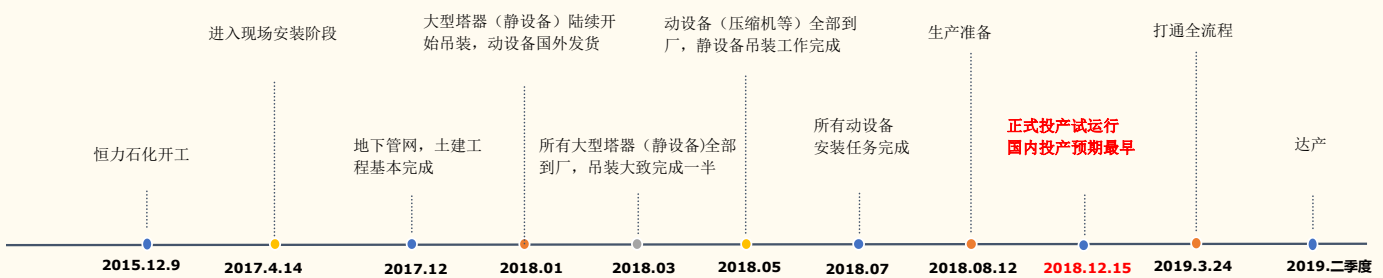 恒力石化开工
2015.12.9
进入现场安装阶段
2017.4.14
地下管网，土建工
程基本完成
2017.12
大型塔器（静设备）陆续开
始吊装，动设备国外发货
2018.01
所有大型塔器（静设备)全部
到厂，吊装大致完成一半
2018.03
动设备（压缩机等）全部到
厂，静设备吊装工作完成
2018.05
所有动设备
安装任务完成
2018.07
生产准备
2018.08.12
正式投产试运行
国内投产预期最早
2018.12.15
打通全流程
2019.3.24
达产
2019.二季度